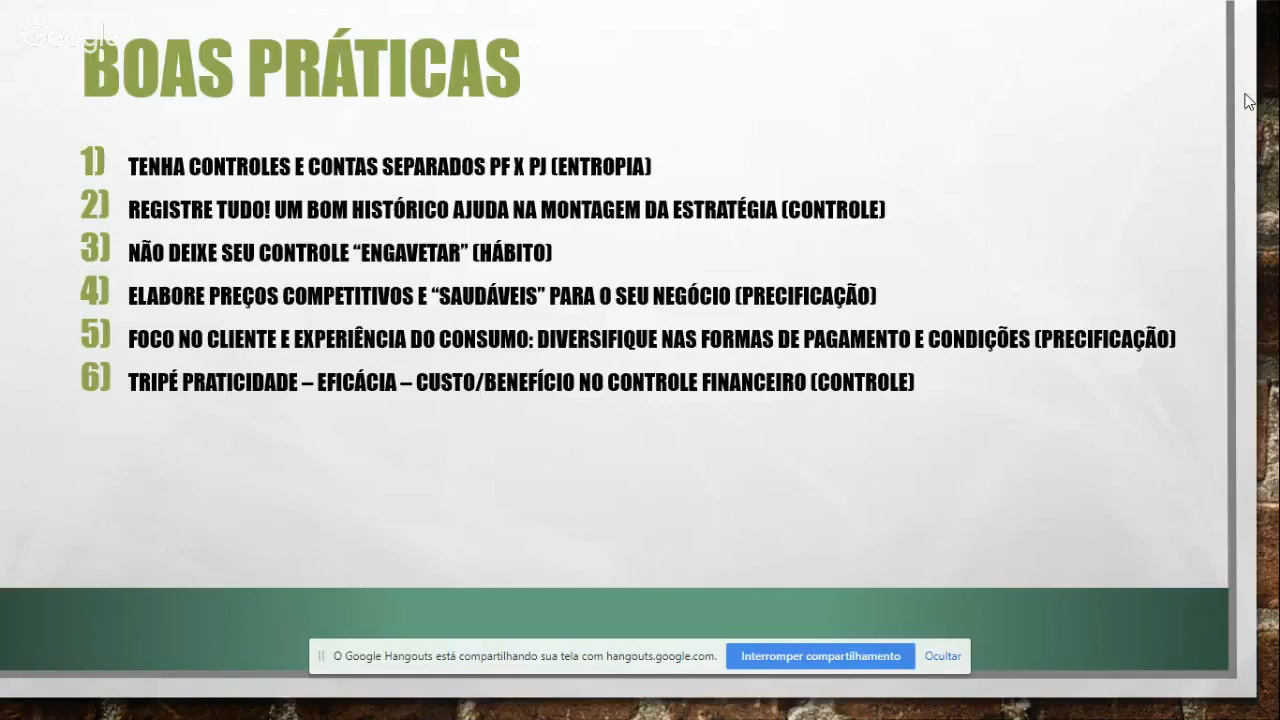 Google
BOAS PRÁTICAS
1) TENHA CONTROLES E CONTAS SEPARADOS PF X PJ (ENTROPIA)
2) REGISTRE TUDO! UM BOM HISTÓRICO AJUDA NA MONTAGEM DA ESTRATÉGIA (CONTROLE)
3) NÃO DEIXE SEU CONTROLE “ENGAVETAR” (HÁBITO)
4) ELABORE PREÇOS COMPETITIVOS E “SAUDÁVEIS” PARA O SEU NEGÓCIO (PRECIFICAÇÃO)
5) FOCO NO CLIENTE E EXPERIÊNCIA DO CONSUMO: DIVERSIFIQUE NAS FORMAS DE PAGAMENTO E CONDIÇÕES (PRECIFICAÇÃO)
6) TRIPÉ PRATICIDADE – EFICÁCIA – CUSTO/BENEFÍCIO NO CONTROLE FINANCEIRO (CONTROLE)
O Google Hangouts está compartilhando sua tela com hangouts.google.com. Interromper compartilhamento Ocultar